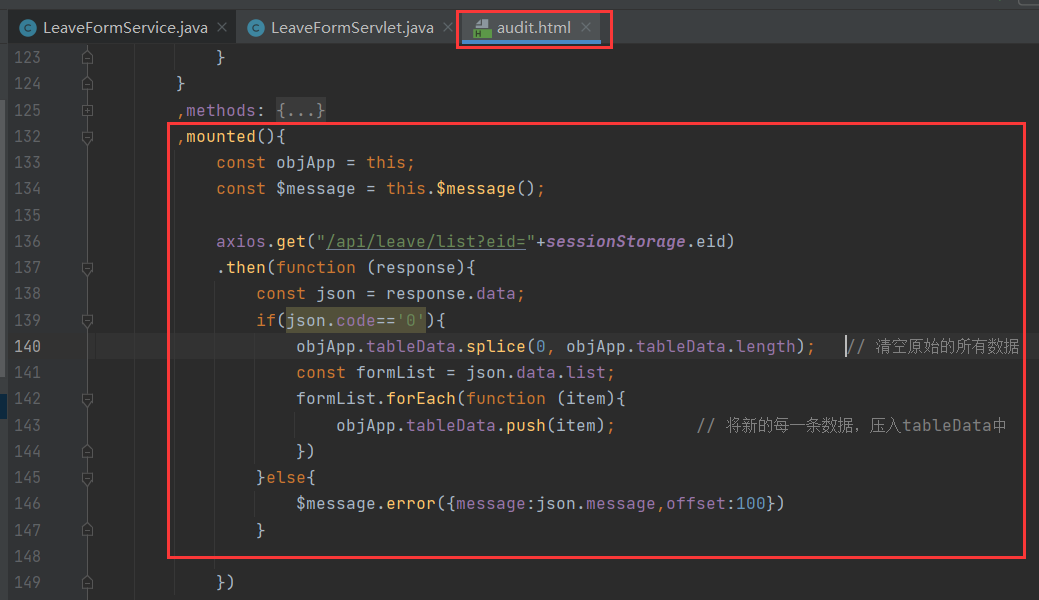 LeaveFormService.java
LeaveFormServlet.java
audit.html
123 }
124 }
125 ,methods: {...}
132 ,mounted(){
133 const objApp = this;
134 const $message = this.$message();
135
136 axios.get("/api/leave/list?eid="+sessionStorage.eid)
137 .then(function (response){
138 const json = response.data;
139 if(json.code=='0'){
140 objApp.tableData.splice(0, objApp.tableData.length); // 清空原始的所有数据
141 const formList = json.data.list;
142 formList.forEach(function (item){
143 objApp.tableData.push(item); // 将新的每一条数据，压入tableData中
144 })
145 }else{
146 $message.error({message:json.message,offset:100})
147 }
148
149 })